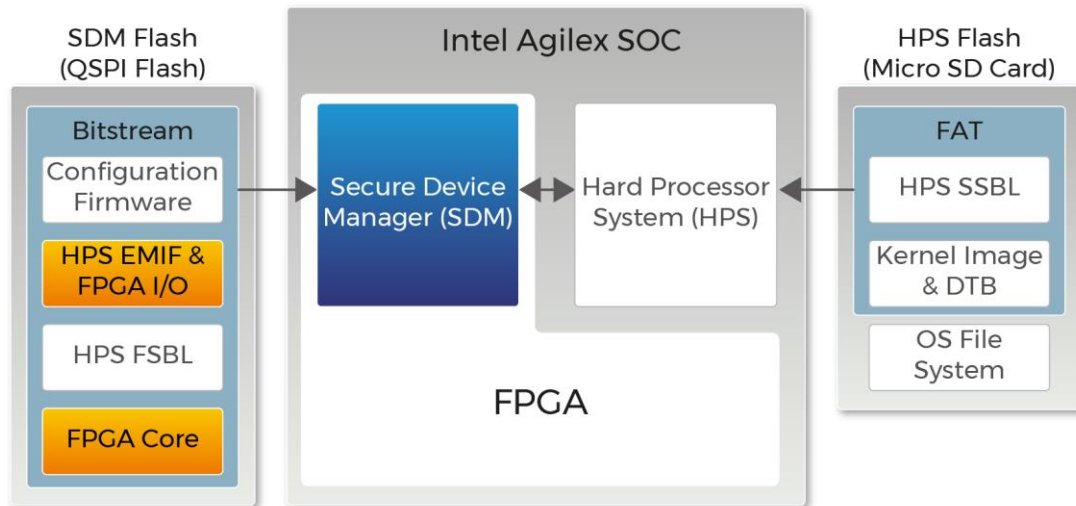 SDM Flash
(QSPI Flash)
Bitstream
Configuration
Firmware
HPS EMIF &
FPGA I/O
HPS FSBL
FPGA Core
Intel Agilex SOC
Secure Device
Manager (SDM)
Hard Processor
System (HPS)
FPGA
HPS Flash
(Micro SD Card)
FAT
HPS SSBL
Kernel Image
& DTB
OS File
System